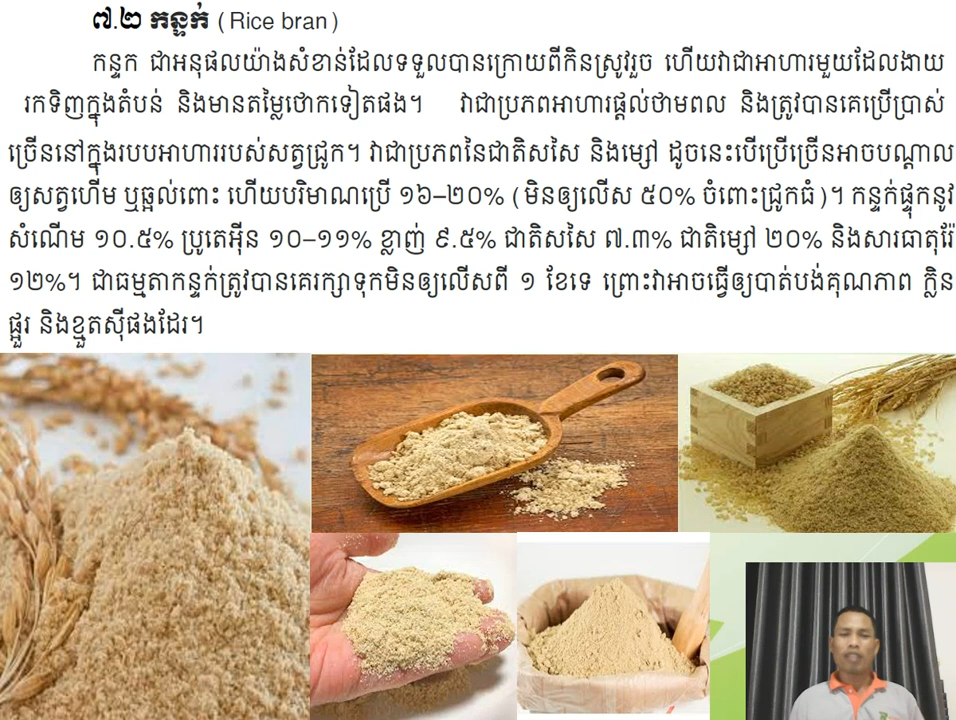 ៧.២ កន្ទក់ (Rice bran)
កន្ទក ជាអនុផលយ៉ាងសំខាន់ដែលទទួលបានក្រោយពីកិនស្រូវរួច ហើយវាជាអាហារមួយដែលងាយ
រកទិញក្នុងតំបន់ និងមានតម្លៃថោកទៀតផង។ វាជាប្រភពអាហារផ្តល់ថាមពល និងត្រូវបានគេប្រើប្រាស់
ច្រើននៅក្នុងរបបអាហាររបស់សត្វជ្រូក។ វាជាប្រភពនៃជាតិសសៃ និងម្សៅ ដូចនេះបើប្រើច្រើនអាចបណ្តាល
ឲ្យសត្វហើម ឬឆ្អល់ពោះ ហើយបរិមាណប្រើ ១៦–២០% (មិនឲ្យលើស ៥០% ចំពោះជ្រូកធំ)។ កន្ទក់ផ្ទុកនូវ
សំណើម ១០.៥% ប្រូតេអ៊ីន ១០–១១% ខ្លាញ់ ៩.៥% ជាតិសសៃ ៧.៣% ជាតិម្សៅ ២០% និងសារធាតុរ៉ែ
១២%។ ជាធម្មតាកន្ទក់ត្រូវបានគេរក្សាទុកមិនឲ្យលើសពី ១ ខែទេ ព្រោះវាអាចធ្វើឲ្យបាត់បង់គុណភាព ក្លិន
ផ្អួរ និងខ្មួតស៊ីផងដែរ។